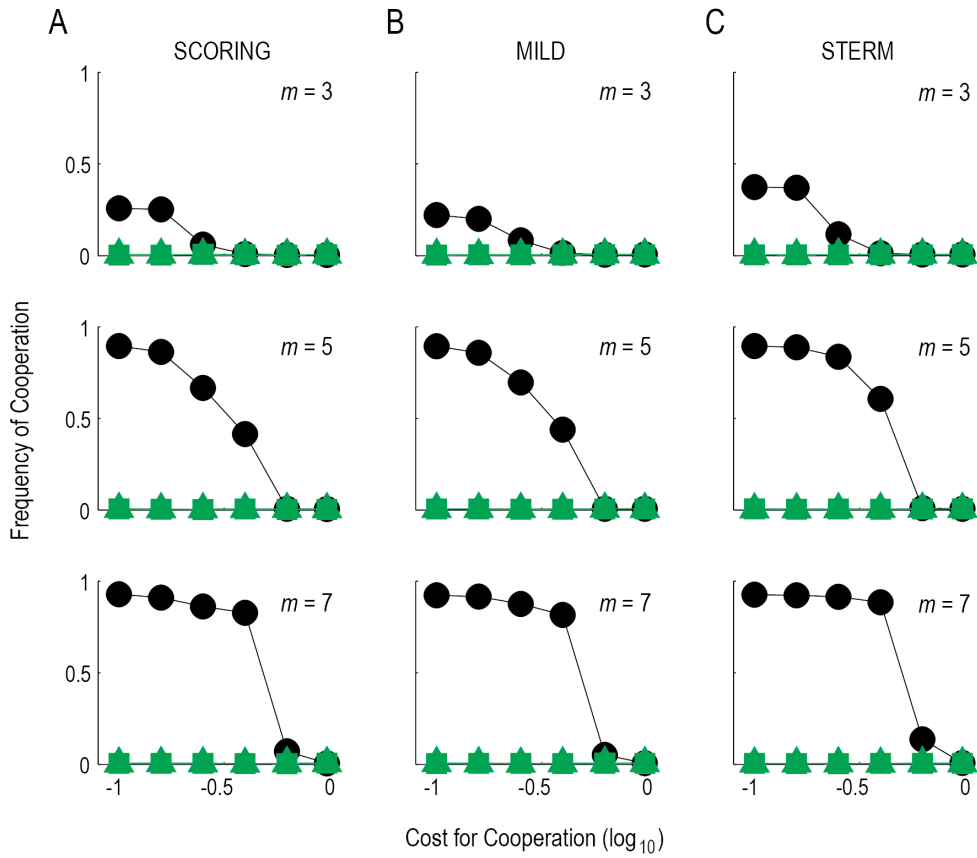 A
B
C
SCORING
MILD
STERM
1
0.5
0
m = 3
m = 3
m = 3
Frequency of Cooperation
1
0.5
0
m = 5
m = 5
m = 5
1
0.5
0
m = 7
m = 7
m = 7
-1 -0.5 0
-1 -0.5 0
-1 -0.5 0
Cost for Cooperation (log10)